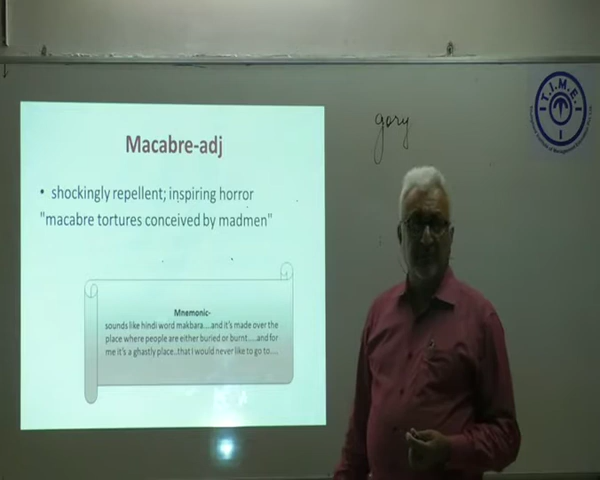 Macabre-adj
• shockingly repellent; inspiring horror
"macabre tortures conceived by madmen"
Mnemonic-
sounds like hindi word makbara....and it's made over the
place where people are either buried or burnt.....and for
me it's a ghastly place..that i would never like to go to....
gory
T.I.M.E.I